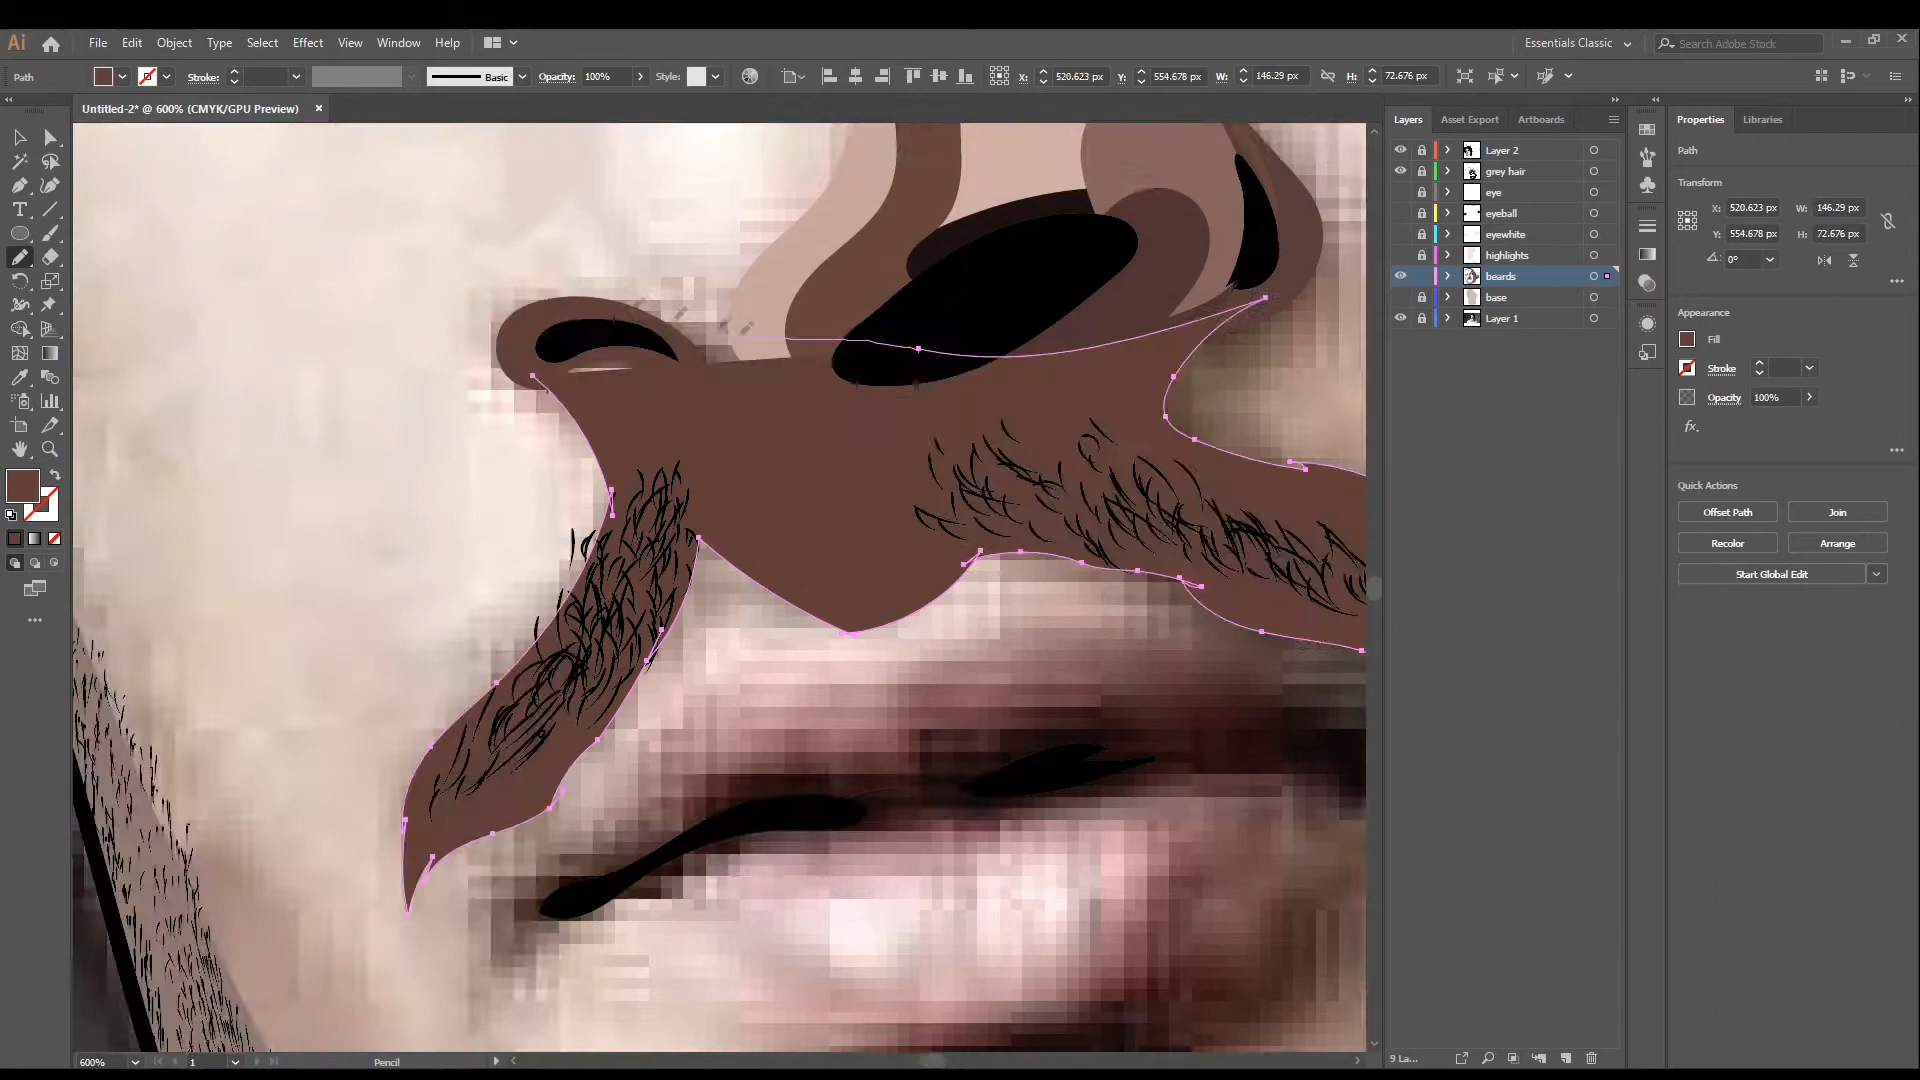 Ai File Edit Object Type Select Effect View Window Help Essentials Classic Search Adobe Stock
Path Stroke: Basic Opacity: 100% Style: X: 520.623 px Y: 554.678 px W: 146.29 px H: 72.676 px
Untitled-2* @ 600% (CMYK/GPU Preview)
Layers Asset Export Artboards
Layer 2
grey hair
eye
eyeball
eyewhite
highlights
beards
base
Layer 1
Properties Libraries
Path
Transform
X: 520.623 px W: 146.29 px
Y: 554.678 px H: 72.676 px
0°
Appearance
Fill
Stroke
Opacity 100%
fx
Quick Actions
Offset Path Join
Recolor Arrange
Start Global Edit
600% 1 Pencil
9 La...